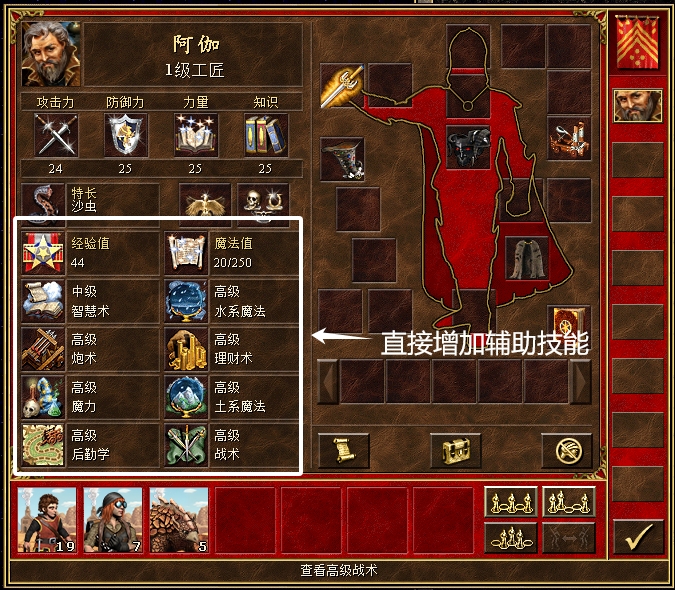 阿伽
1级工匠
攻击力 防御力 力量 知识
24 25 25 25
特长
沙虫
经验值 魔法值
44 20/250
中级 高级
智慧术 水系魔法
高级 高级
炮术 理财术
直接增加辅助技能
高级 高级
魔力 土系魔法
高级 高级
后勤学 战术
19 7 5
查看高级战术